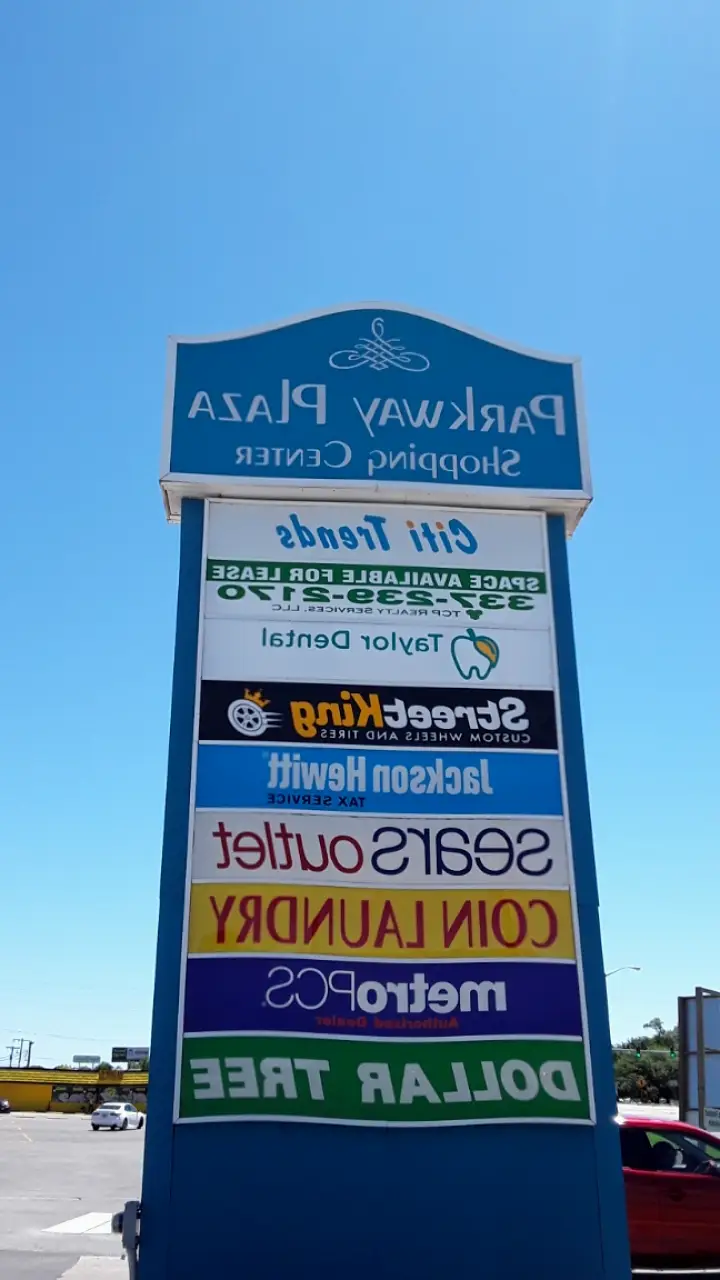 Parkway Plaza
Shopping Center
Citi Trends
SPACE AVAILABLE FOR LEASE
337-239-2170
TCP REALTY SERVICES, LLC
Taylor Dental
StreetKing
CUSTOM WHEELS AND TIRES
Jackson Hewitt
TAX SERVICE
sears outlet
COIN LAUNDRY
metroPCS
Authorized Dealer
DOLLAR TREE